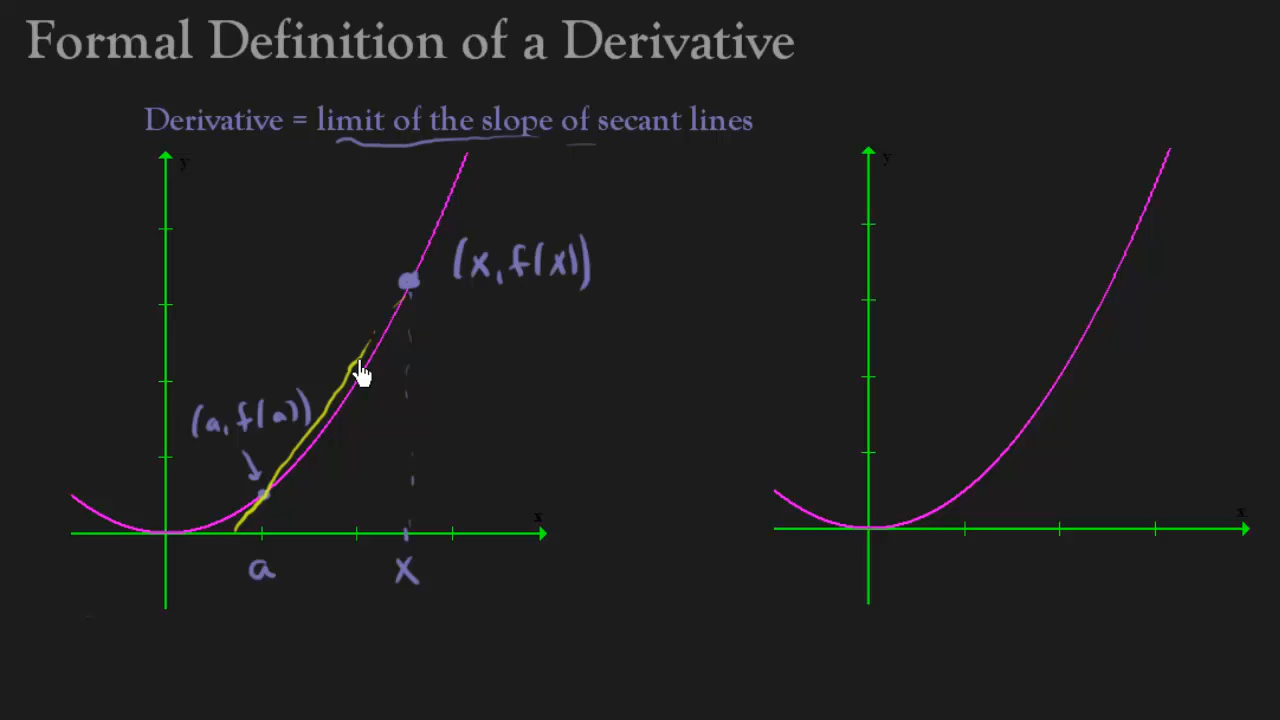 Formal Definition of a Derivative
Derivative = limit of the slope of secant lines
y
y
(x, f(x))
(a, f(a))
x
x
a
x